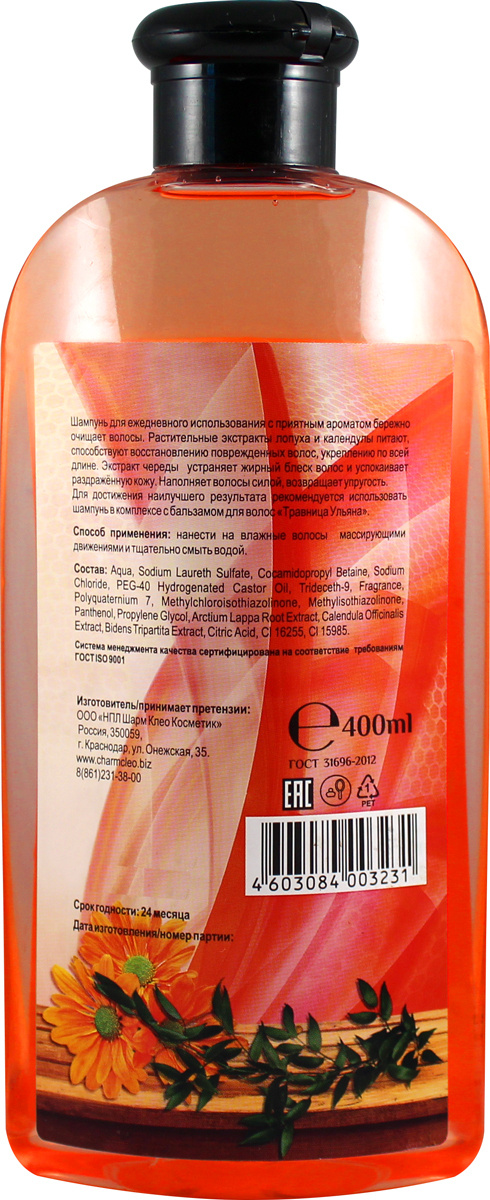 Шампунь для ежедневного использования с приятным ароматом бережно
очищает волосы. Растительные экстракты лопуха и календулы питают,
способствуют восстановлению поврежденных волос, укреплению по всей
длине. Экстракт череды устраняет жирный блеск волос и успокаивает
раздражённую кожу. Наполняет волосы силой, возвращает упругость.
Для достижения наилучшего результата рекомендуется использовать
шампунь в комплексе с бальзамом для волос «Травница Ульяна».
Способ применения: нанести на влажные волосы массирующими
движениями и тщательно смыть водой.
Состав: Aqua, Sodium Laureth Sulfate, Cocamidopropyl Betaine, Sodium
Chloride, PEG-40 Hydrogenated Castor Oil, Trideceth-9, Fragrance,
Polyquaternium 7, Methylchloroisothiazolinone, Methylisothiazolinone,
Panthenol, Propylene Glycol, Arctium Lappa Root Extract, Calendula Officinalis
Extract, Bidens Tripartita Extract, Citric Acid, CI 16255, CI 15985.
Система менеджмента качества сертифицирована на соответствие требованиям
ГОСТ ISO 9001
Изготовитель/принимает претензии:
ООО «НПЛ Шарм Клео Косметик»
Россия, 350059,
г. Краснодар, ул. Онежская, 35.
www.charmcleo.biz
8(861)231-38-00
e 400ml
ГОСТ 31696-2012
EAC
1
PET
4 603084 003231
Срок годности: 24 месяца
Дата изготовления/номер партии: